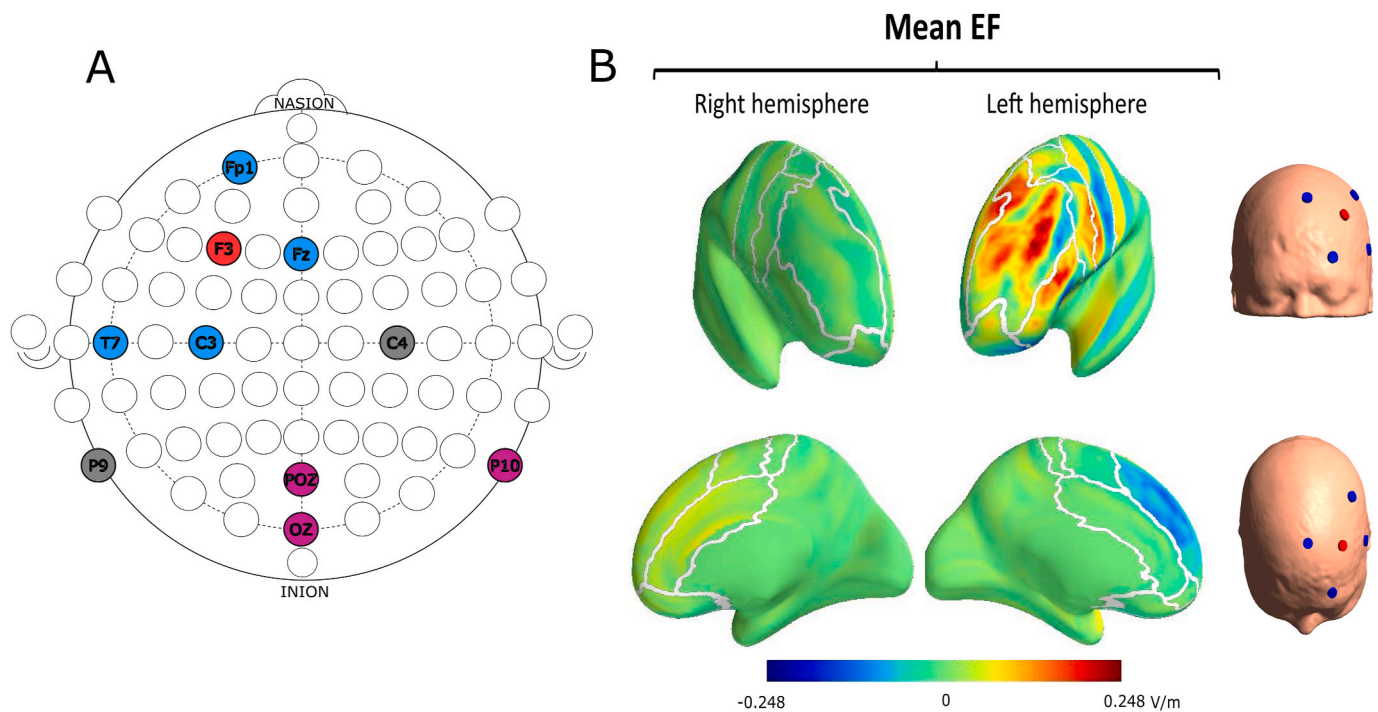 A
NASION
Fp1
F3
Fz
T7
C3
C4
P9
POZ
P10
OZ
INION
B
Mean EF
Right hemisphere
Left hemisphere
-0.248
0
0.248 V/m